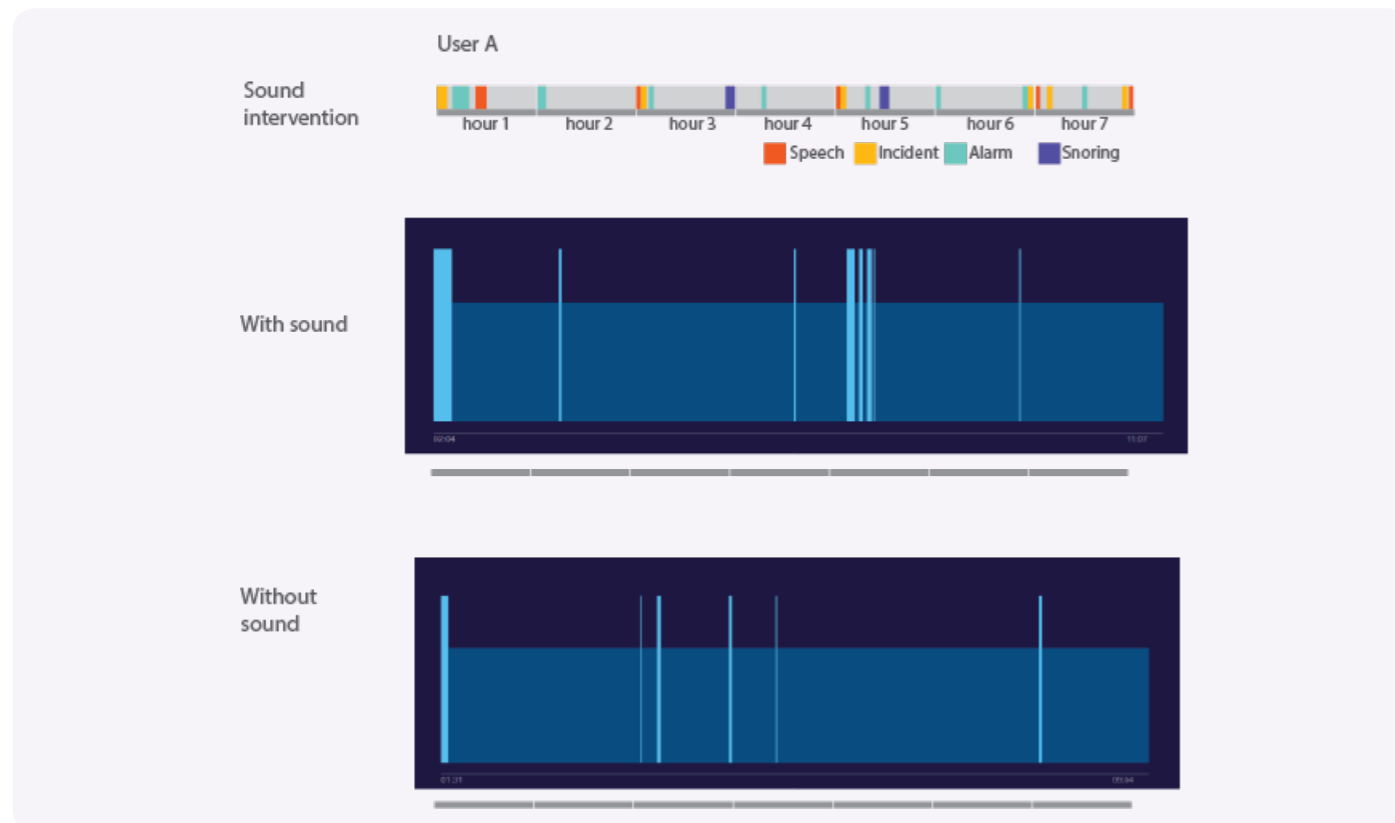 User A
Sound
intervention
hour 1 hour 2 hour 3 hour 4 hour 5 hour 6 hour 7
Speech Incident Alarm Snoring
With sound
02:04 11:07
Without
sound
01:31